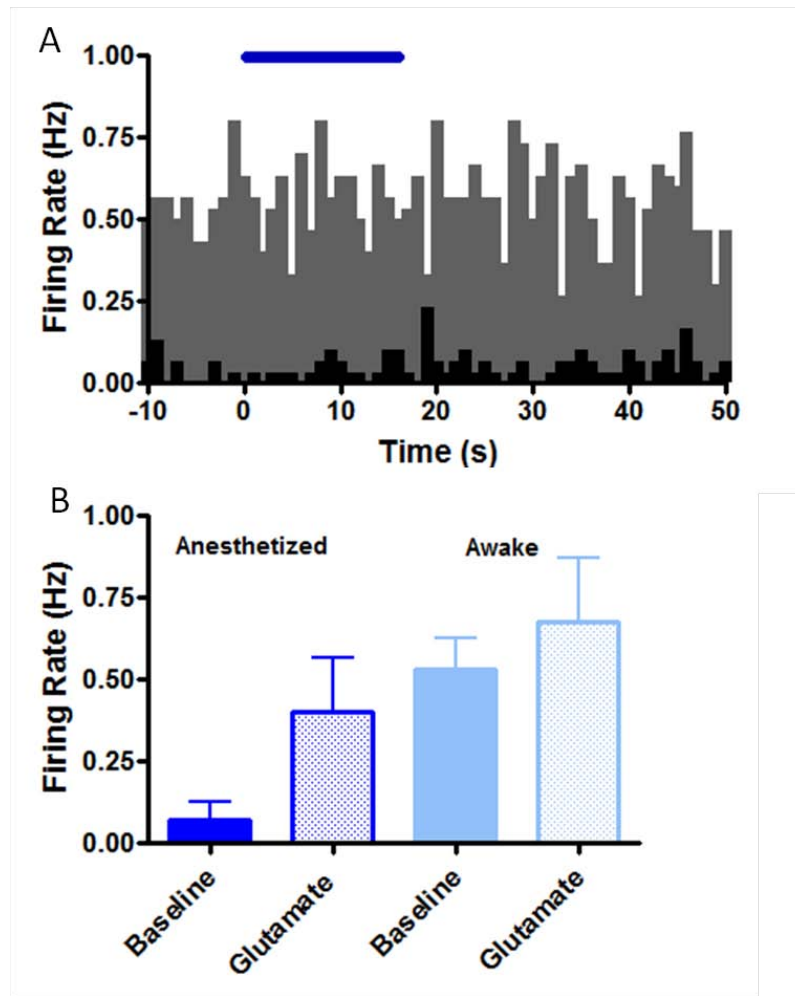 A
Firing Rate (Hz)
1.00
0.75
0.50
0.25
0.00
-10 0 10 20 30 40 50
Time (s)
B
Firing Rate (Hz)
1.00
0.75
0.50
0.25
0.00
Anesthetized Awake
Baseline Glutamate Baseline Glutamate